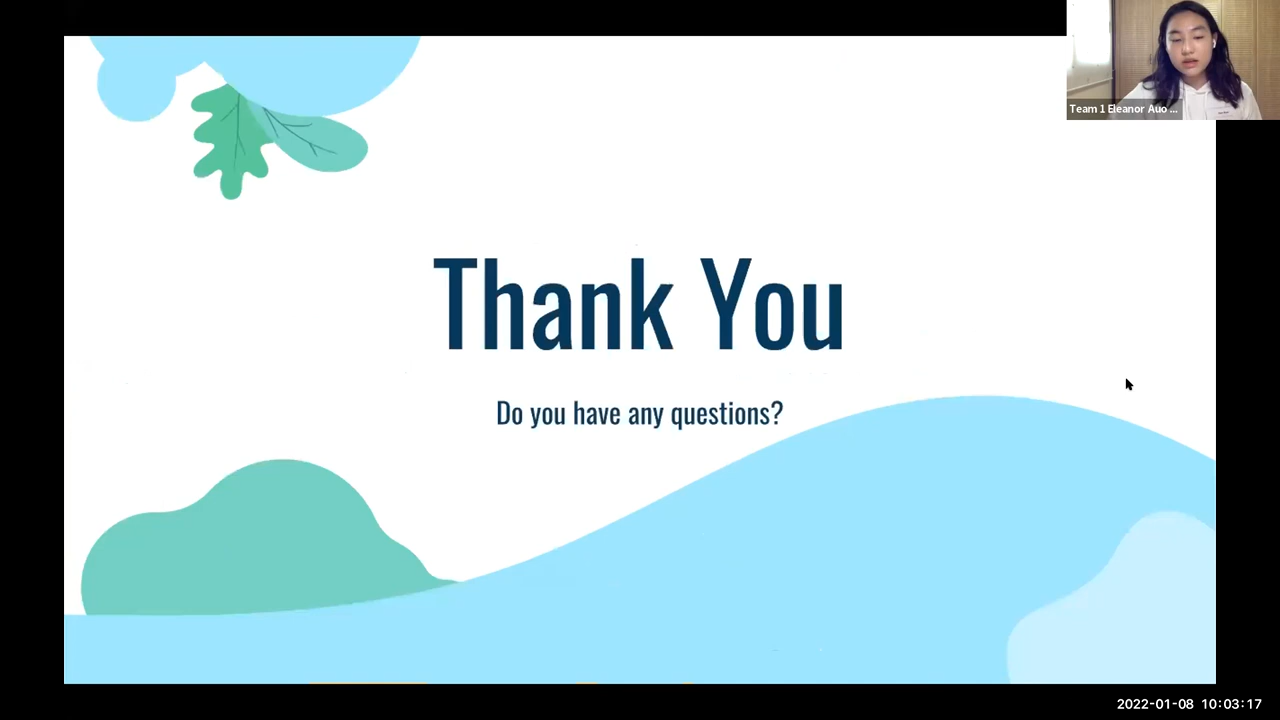 Team 1 Eleanor Auo ...
Thank You
Do you have any questions?
2022-01-08 10:03:17